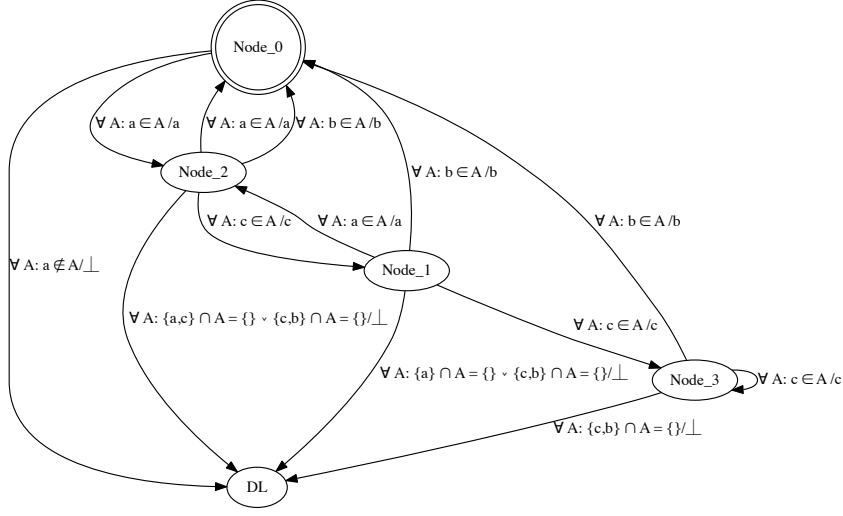 Node_0
∀ A: a ∈ A /a
∀ A: a ∈ A /a
∀ A: b ∈ A /b
Node_2
∀ A: b ∈ A /b
∀ A: c ∈ A /c
∀ A: a ∈ A /a
∀ A: b ∈ A /b
∀ A: a ∉ A/⊥
Node_1
∀ A: {a,c} ∩ A = {} ∨ {c,b} ∩ A = {}/⊥
∀ A: c ∈ A /c
∀ A: {a} ∩ A = {} ∨ {c,b} ∩ A = {}/⊥
Node_3
∀ A: c ∈ A /c
∀ A: {c,b} ∩ A = {}/⊥
DL